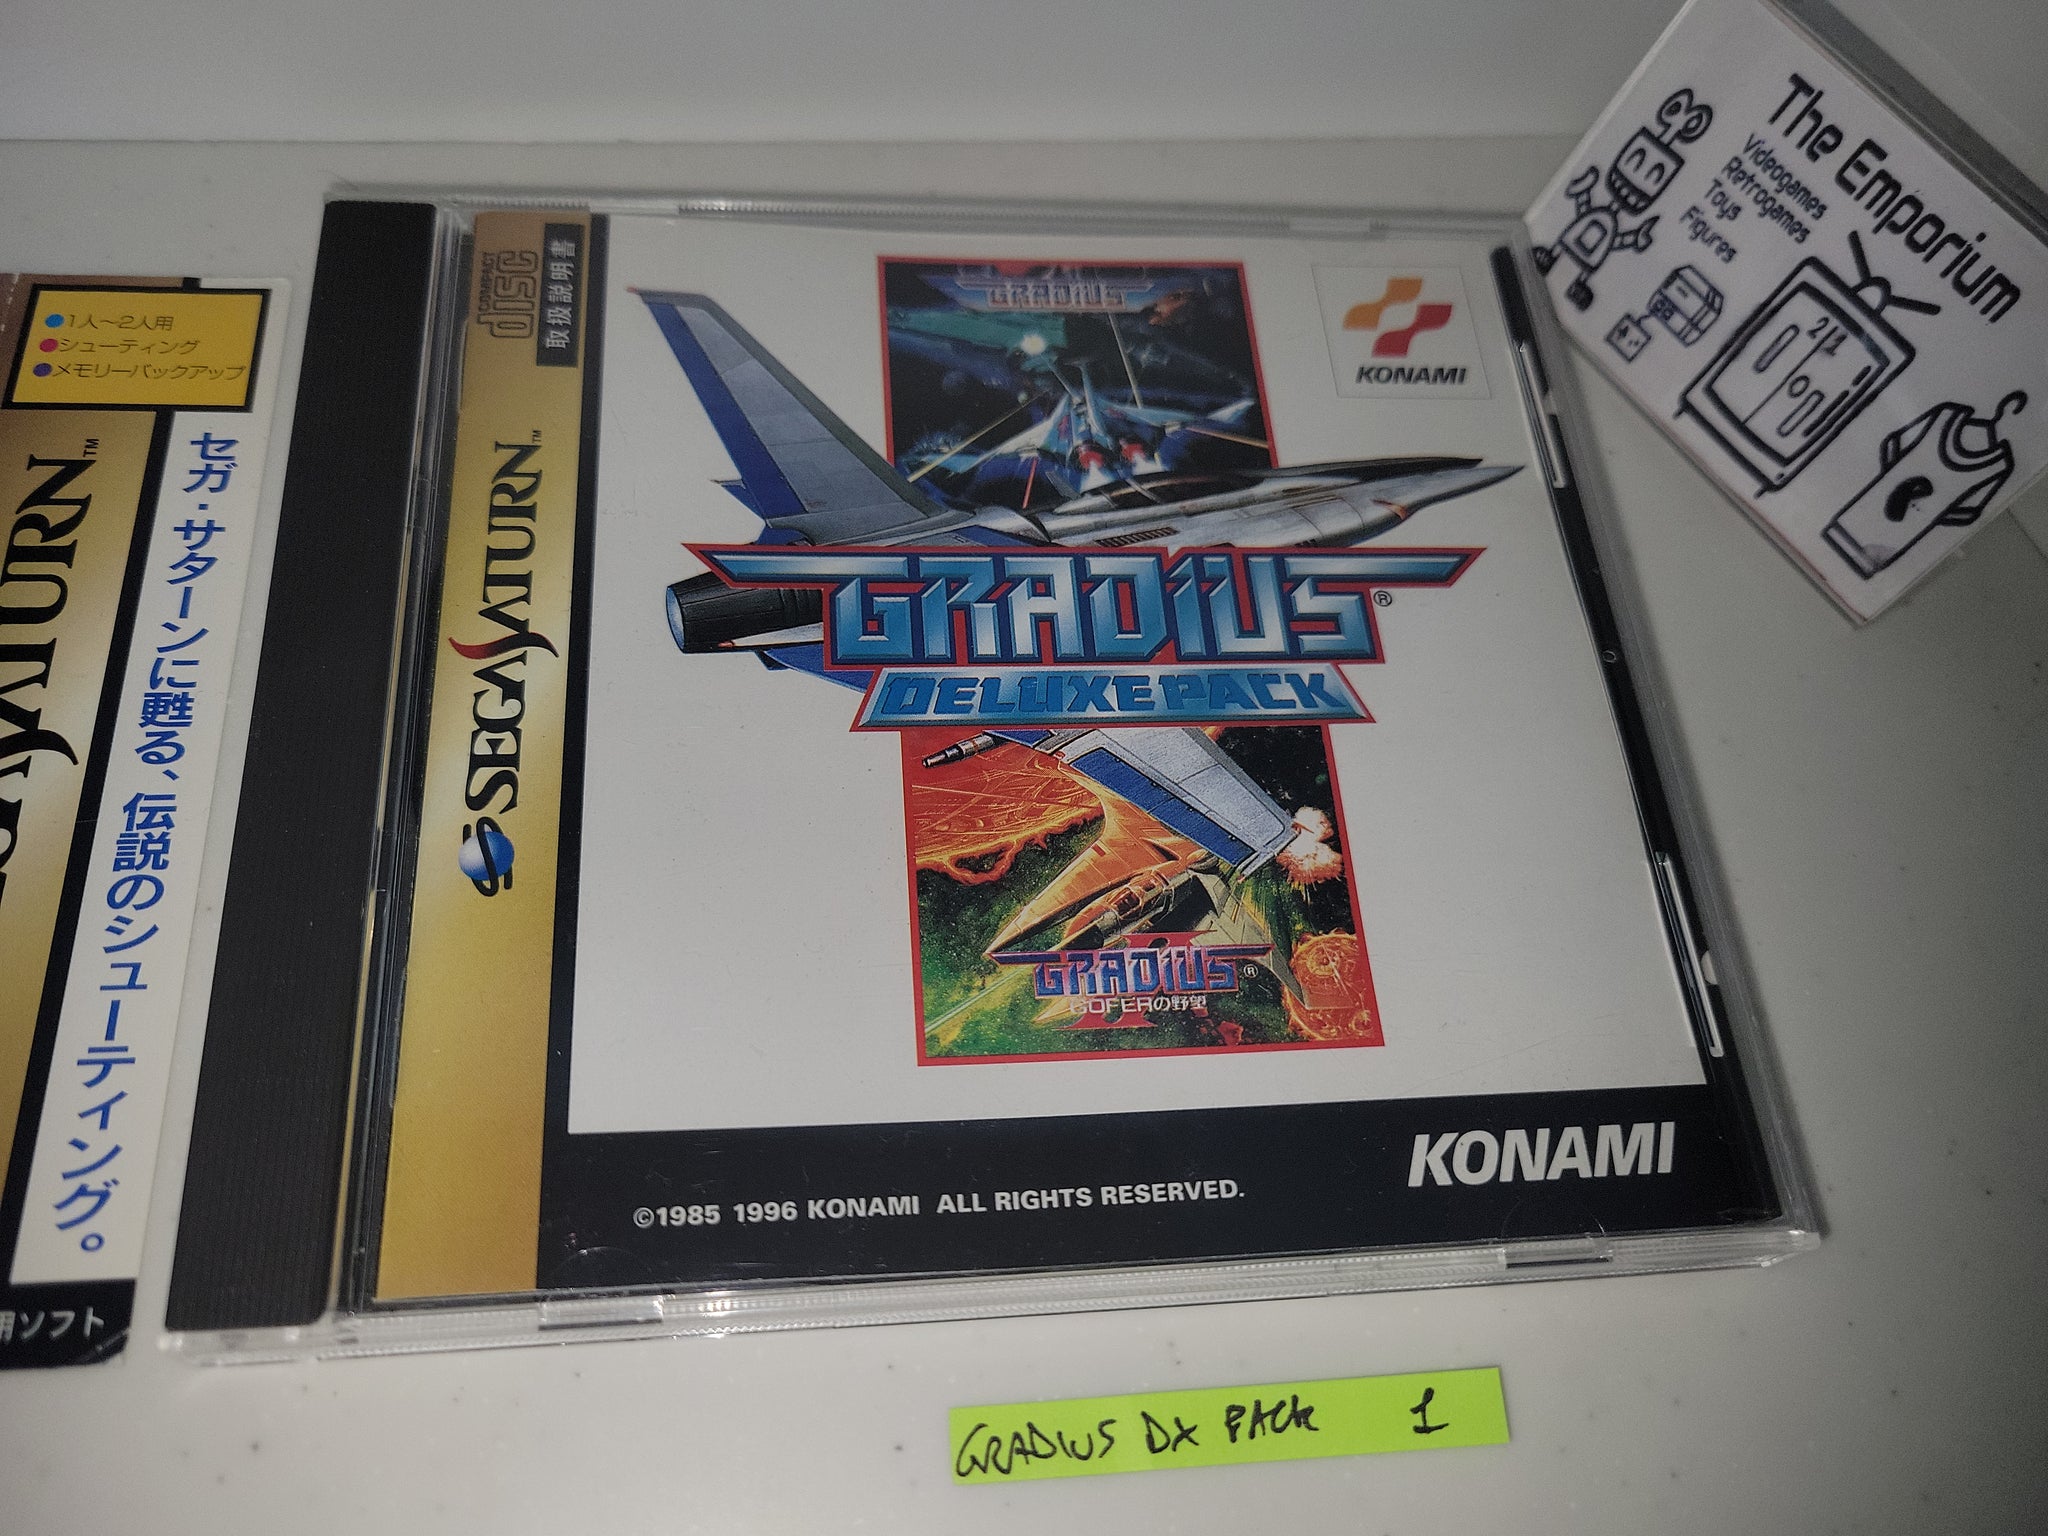 ●1人〜2人用
●シューティング
●メモリーバックアップ
SATURN™
セガ・サターンに甦る、伝説のシューティング。
用ソフト
COMPACT
disc
取扱説明書
SEGA SATURN™
GRADIUS
KONAMI
GRADIUS®
DELUXE PACK
GRADIUS®
II
GOFERの野望
©1985 1996 KONAMI ALL RIGHTS RESERVED.
KONAMI
The Emporium
Videogames
Retrogames
Toys
Figures
GRADIUS DX PACK 1